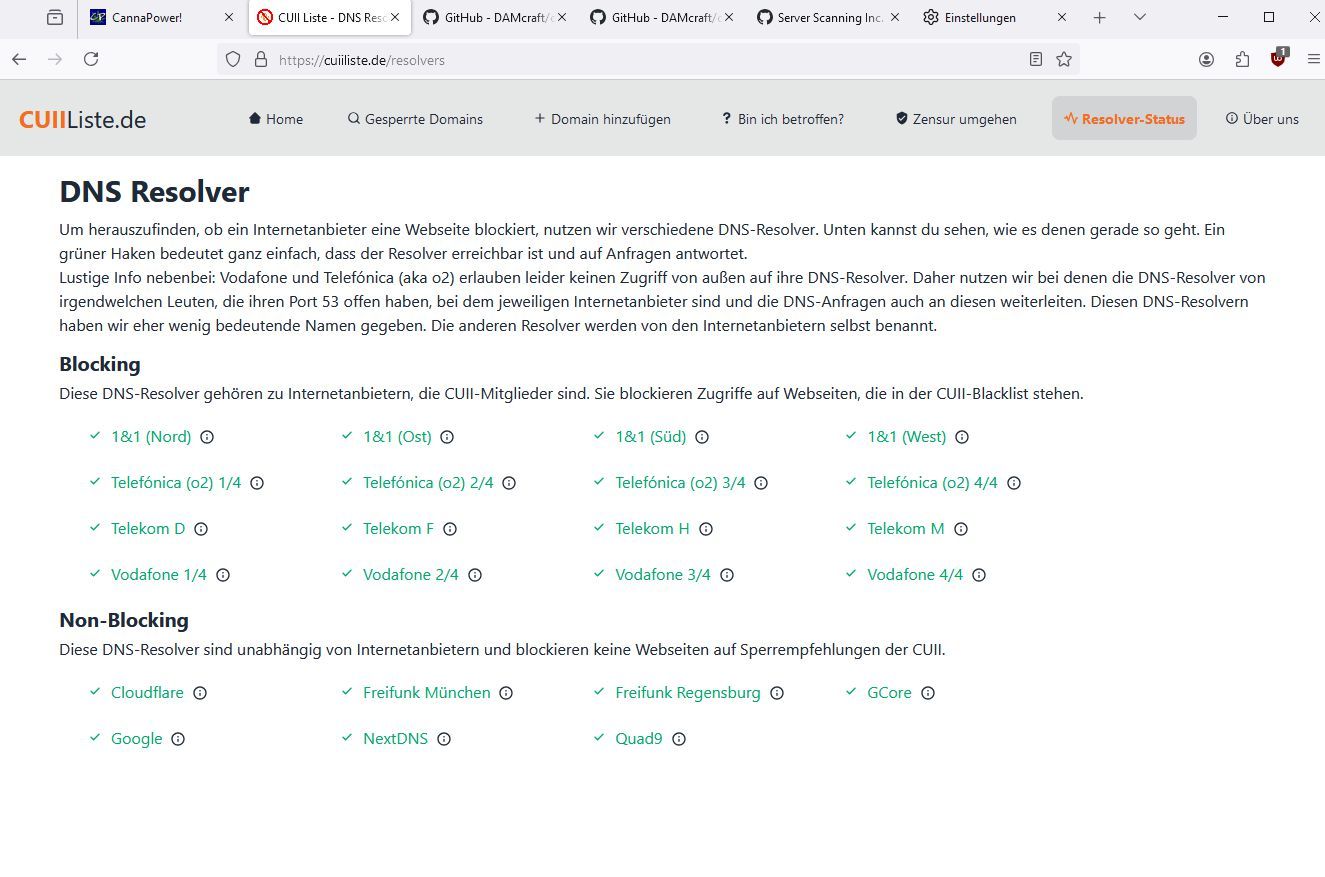 CannaPower!
CUII Liste - DNS Reso
GitHub - DAMcraft/c
GitHub - DAMcraft/c
Server Scanning Inc.
Einstellungen
https://cuiiliste.de/resolvers
1
CUIIListe.de
Home
Gesperrte Domains
Domain hinzufügen
Bin ich betroffen?
Zensur umgehen
Resolver-Status
Über uns
DNS Resolver
Um herauszufinden, ob ein Internetanbieter eine Webseite blockiert, nutzen wir verschiedene DNS-Resolver. Unten kannst du sehen, wie es denen gerade so geht. Ein
grüner Haken bedeutet ganz einfach, dass der Resolver erreichbar ist und auf Anfragen antwortet.
Lustige Info nebenbei: Vodafone und Telefónica (aka o2) erlauben leider keinen Zugriff von außen auf ihre DNS-Resolver. Daher nutzen wir bei denen die DNS-Resolver von
irgendwelchen Leuten, die ihren Port 53 offen haben, bei dem jeweiligen Internetanbieter sind und die DNS-Anfragen auch an diesen weiterleiten. Diesen DNS-Resolvern
haben wir eher wenig bedeutende Namen gegeben. Die anderen Resolver werden von den Internetanbietern selbst benannt.
Blocking
Diese DNS-Resolver gehören zu Internetanbietern, die CUII-Mitglieder sind. Sie blockieren Zugriffe auf Webseiten, die in der CUII-Blacklist stehen.
1&1 (Nord)
1&1 (Ost)
1&1 (Süd)
1&1 (West)
Telefónica (o2) 1/4
Telefónica (o2) 2/4
Telefónica (o2) 3/4
Telefónica (o2) 4/4
Telekom D
Telekom F
Telekom H
Telekom M
Vodafone 1/4
Vodafone 2/4
Vodafone 3/4
Vodafone 4/4
Non-Blocking
Diese DNS-Resolver sind unabhängig von Internetanbietern und blockieren keine Webseiten auf Sperrempfehlungen der CUII.
Cloudflare
Freifunk München
Freifunk Regensburg
GCore
Google
NextDNS
Quad9